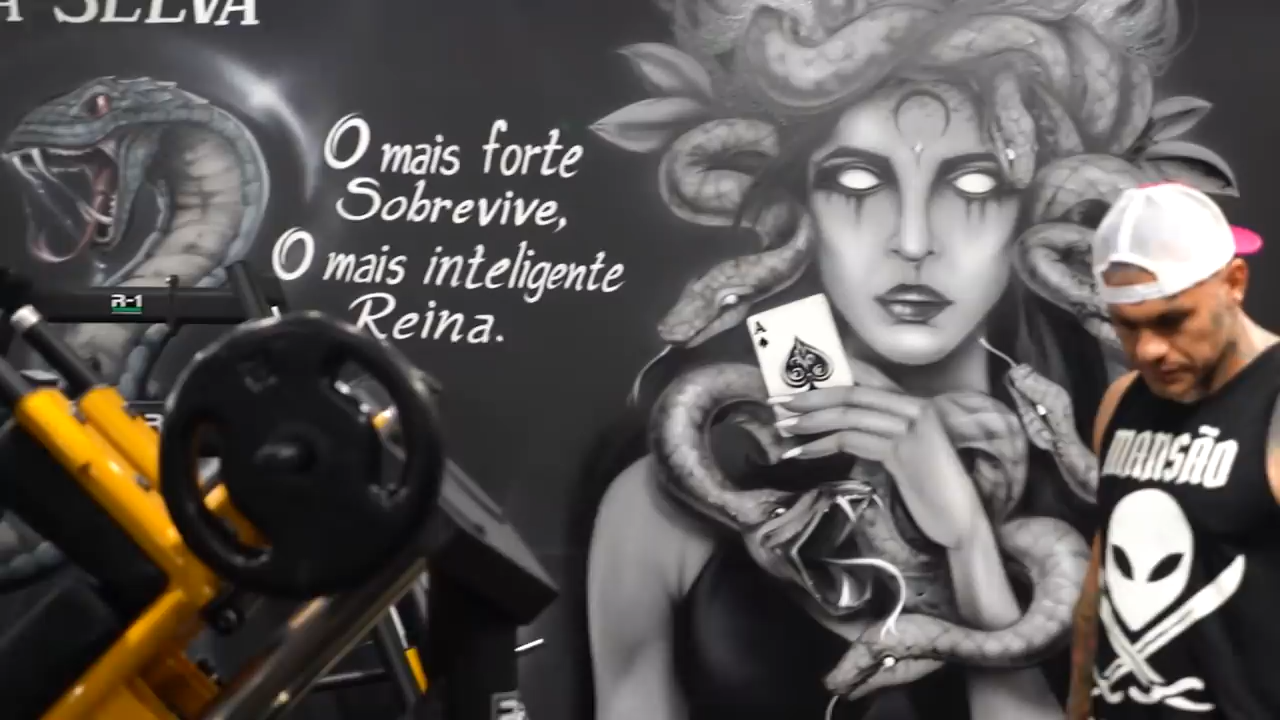 A SELVA
O mais forte
Sobrevive,
O mais inteligente
Reina.
R-1
A
MANSÃO